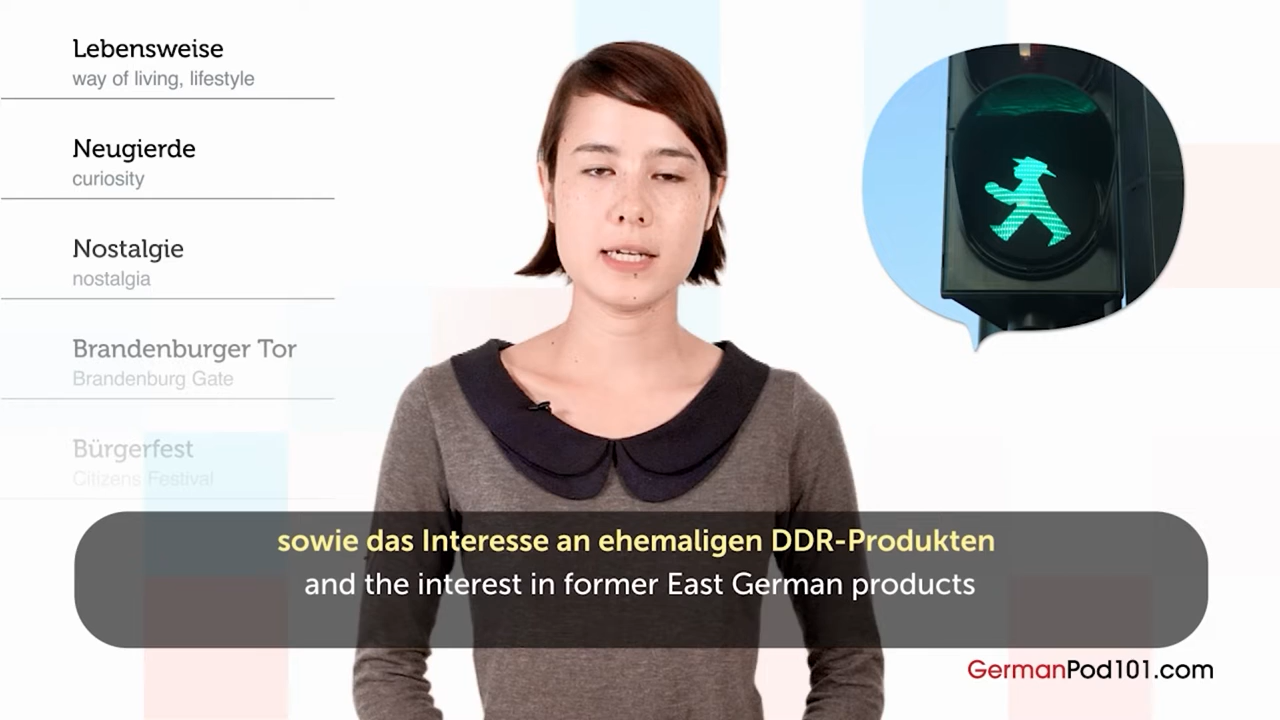 Lebensweise
way of living, lifestyle
Neugierde
curiosity
Nostalgie
nostalgia
Brandenburger Tor
Brandenburg Gate
Bürgerfest
Citizens Festival
sowie das Interesse an ehemaligen DDR-Produkten
and the interest in former East German products
GermanPod101.com